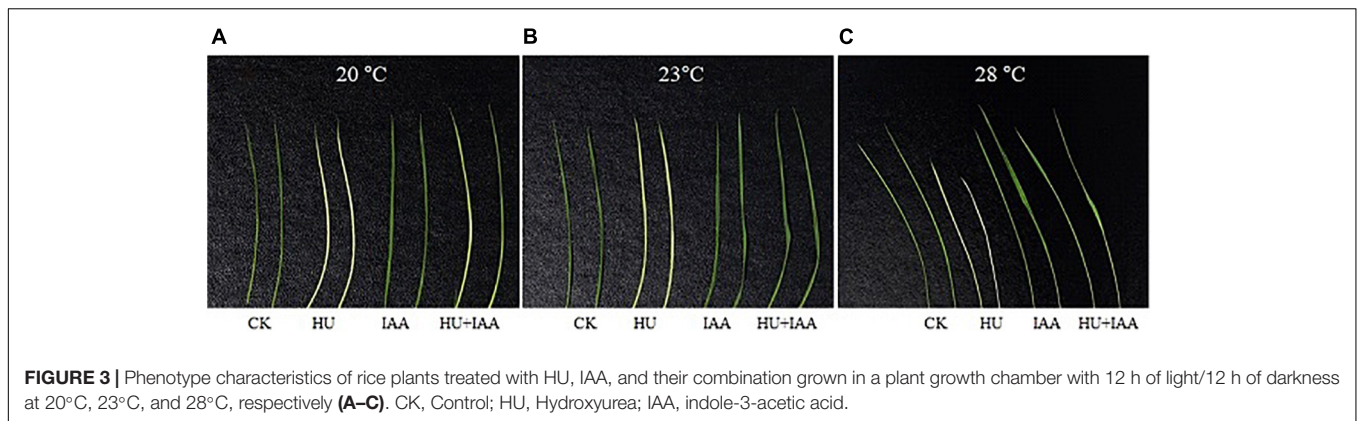 A B C
20 °C 23°C 28 °C
CK HU IAA HU+IAA CK HU IAA HU+IAA CK HU IAA HU+IAA
FIGURE 3 | Phenotype characteristics of rice plants treated with HU, IAA, and their combination grown in a plant growth chamber with 12 h of light/12 h of darkness
at 20°C, 23°C, and 28°C, respectively (A–C). CK, Control; HU, Hydroxyurea; IAA, indole-3-acetic acid.